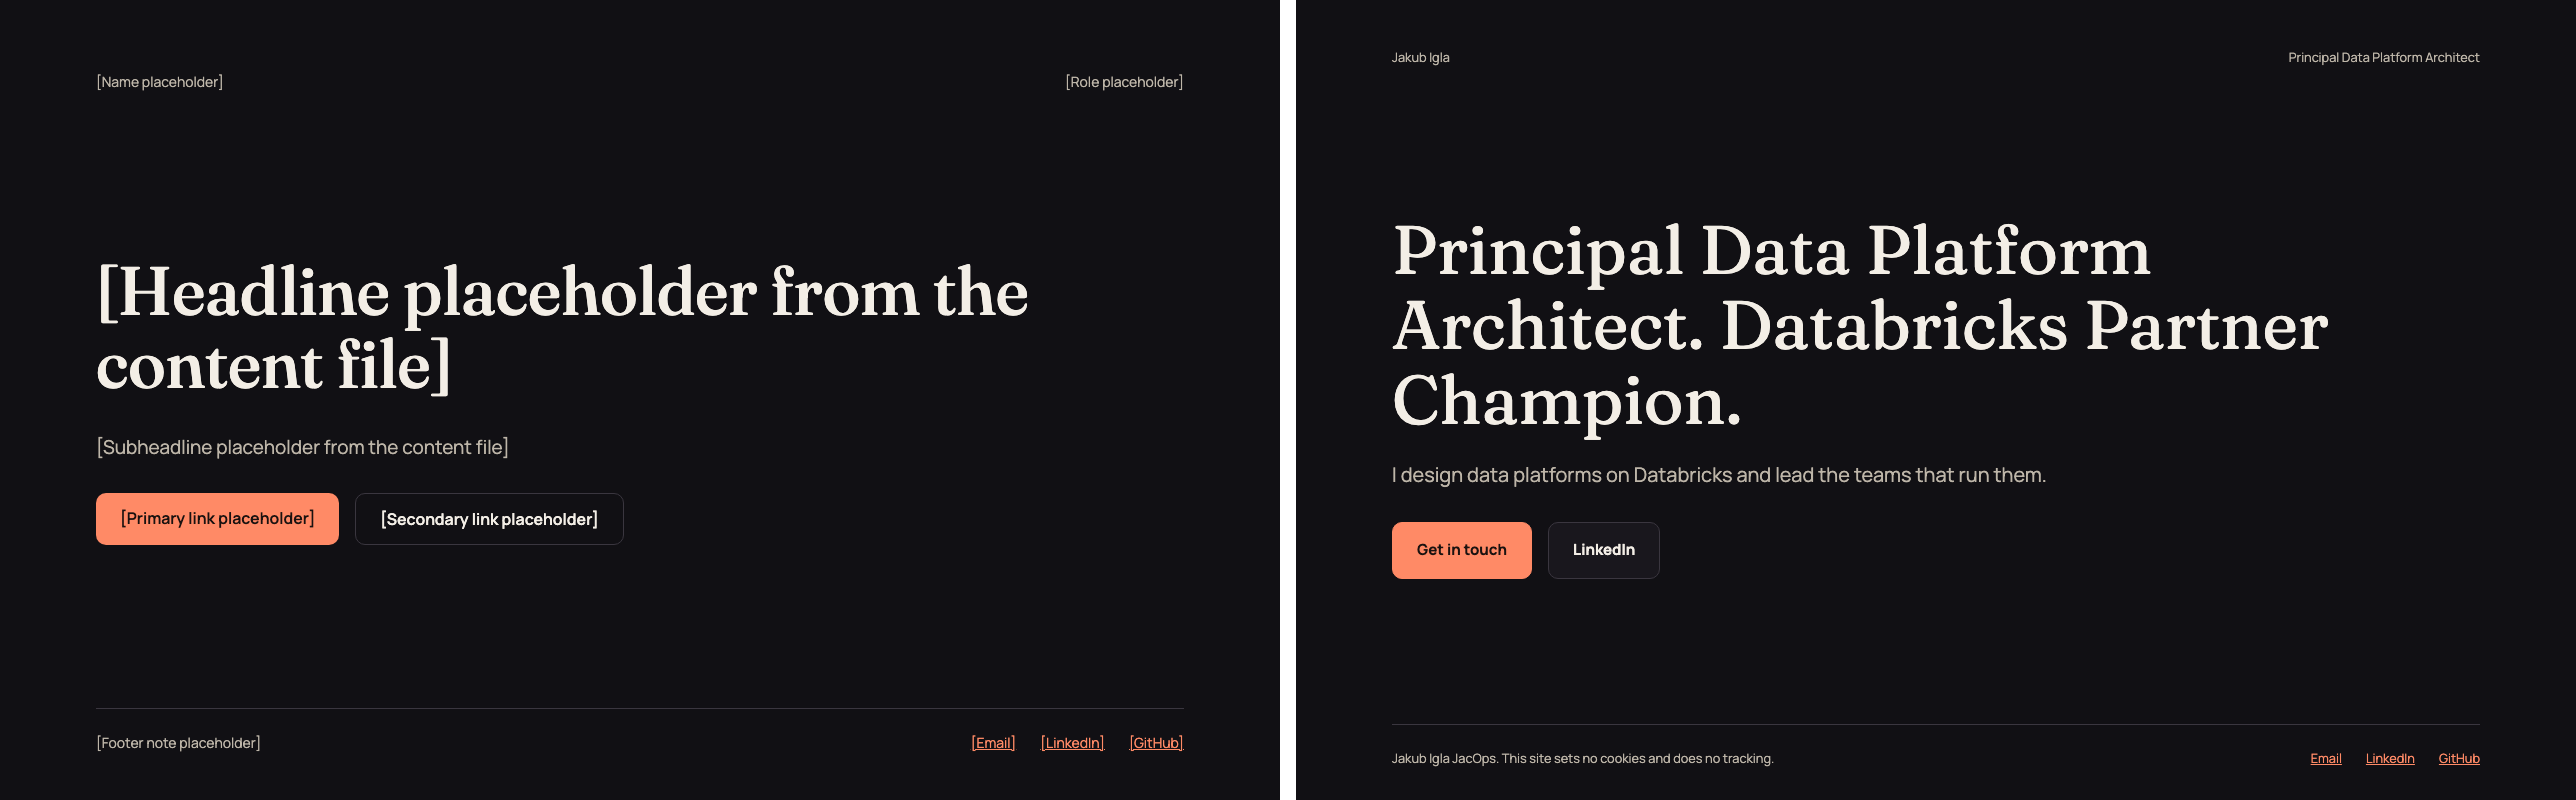 [Name placeholder]
[Role placeholder]
[Headline placeholder from the
content file]
[Subheadline placeholder from the content file]
[Primary link placeholder]
[Secondary link placeholder]
[Footer note placeholder]
[Email]
[LinkedIn]
[GitHub]
Jakub Igla
Principal Data Platform Architect
Principal Data Platform
Architect. Databricks Partner
Champion.
I design data platforms on Databricks and lead the teams that run them.
Get in touch
LinkedIn
Jakub Igla JacOps. This site sets no cookies and does no tracking.
Email
LinkedIn
GitHub